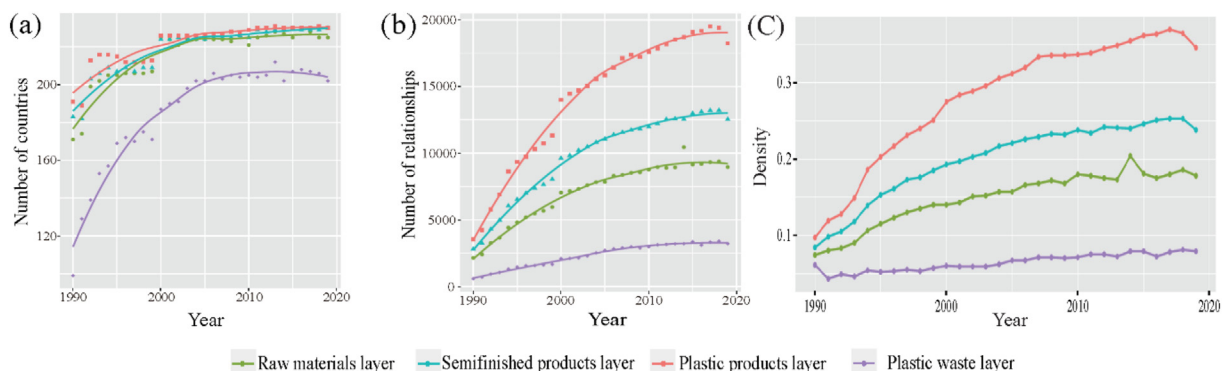 (a)
Number of countries
200
160
120
1990
2000
2010
2020
Year
(b)
Number of relationships
20000
15000
10000
5000
0
1990
2000
2010
2020
Year
(C)
Density
0.3
0.2
0.1
1990
2000
2010
2020
Year
Raw materials layer
Semifinished products layer
Plastic products layer
Plastic waste layer